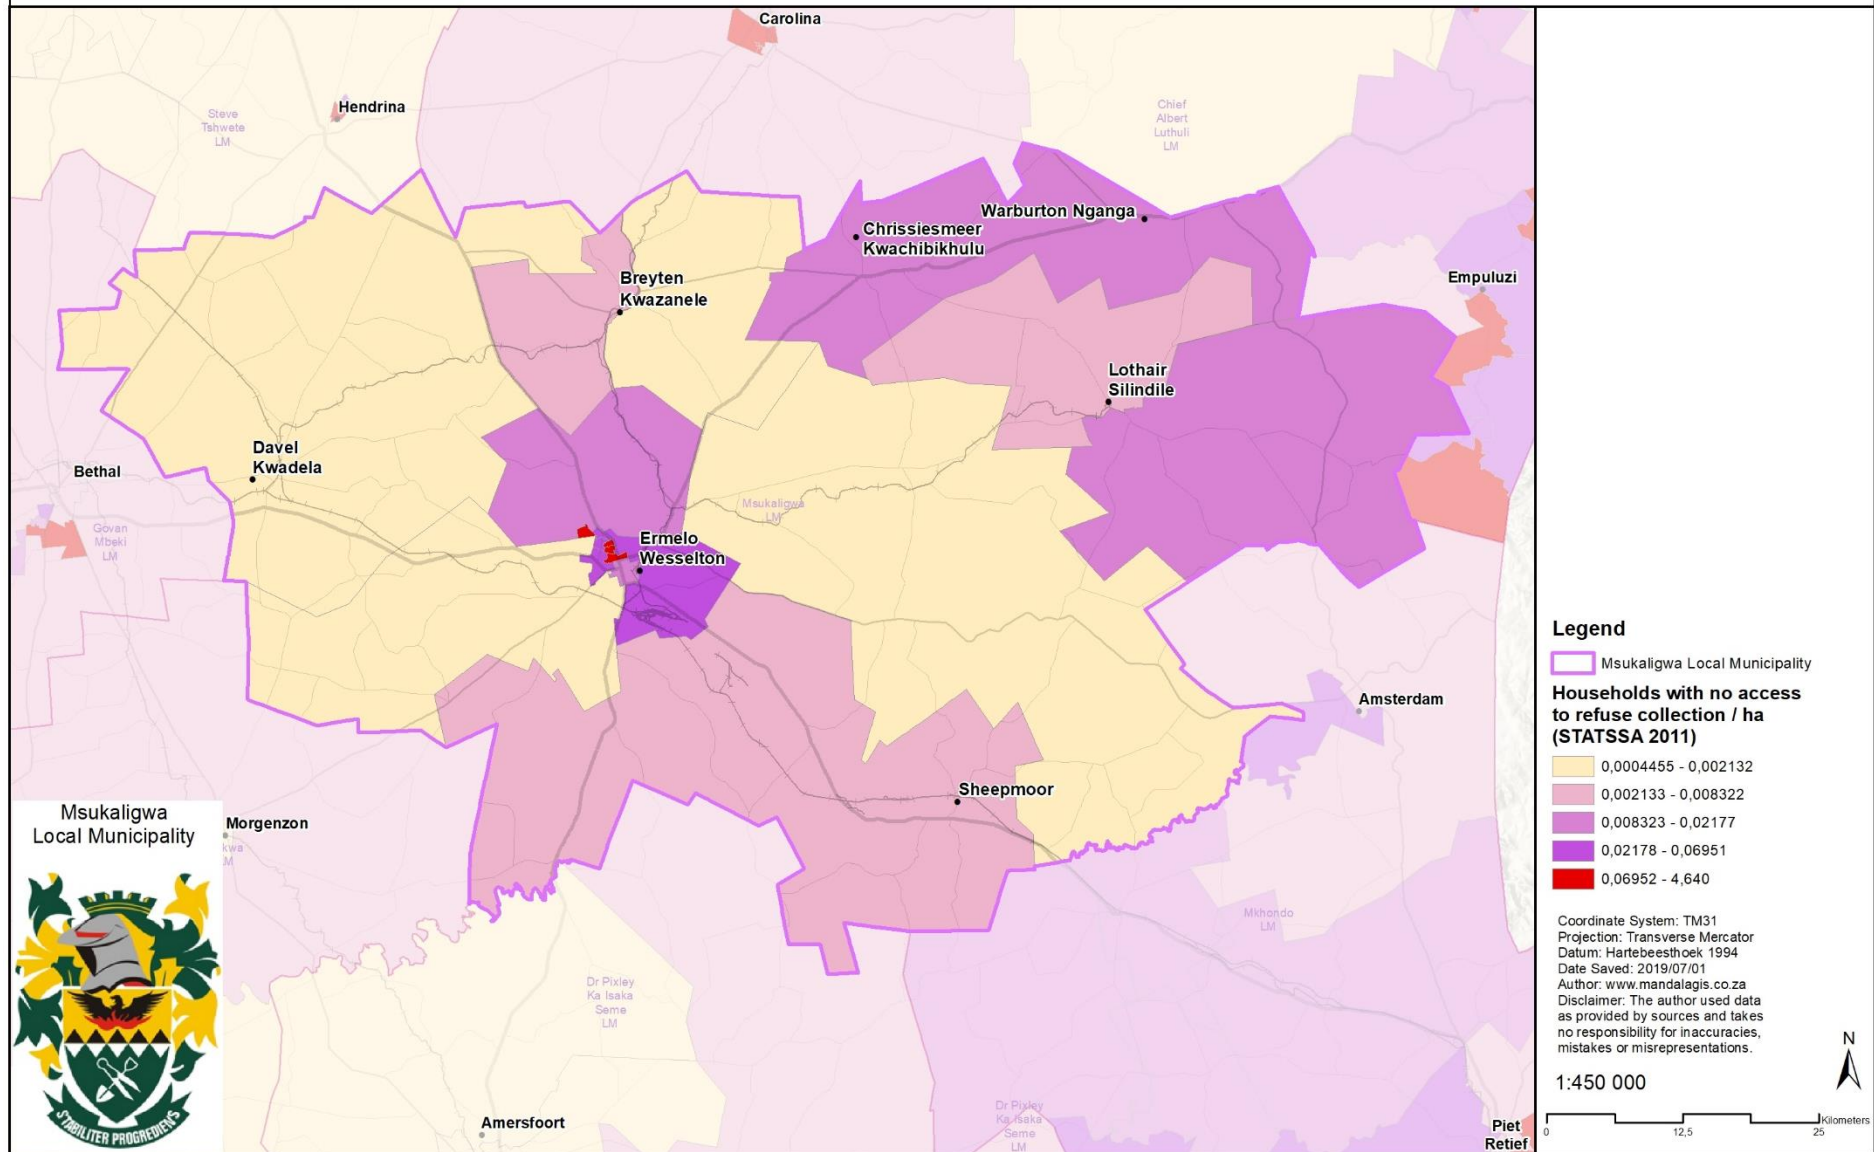 Carolina
Hendrina
Steve
Tshwete
LM
Chief
Albert
Luthuli
LM
Warburton Nganga
Chrissiesmeer
Kwachibikhulu
Breyten
Kwazanele
Empuluzi
Lothair
Silindile
Davel
Kwadela
Bethal
Govan
Mbeki
LM
Msukaligwa
LM
Ermelo
Wesselton
Amsterdam
Sheepmoor
Morgenzon
kwa
LM
Mkhondo
LM
Dr Pixley
Ka Isaka
Seme
LM
Amersfoort
Dr Pixley
Ka Isaka
Seme
LM
Piet
Retief
Msukaligwa
Local Municipality
STABILITER PROGREDIENS
Legend
Msukaligwa Local Municipality
Households with no access
to refuse collection / ha
(STATSSA 2011)
0,0004455 - 0,002132
0,002133 - 0,008322
0,008323 - 0,02177
0,02178 - 0,06951
0,06952 - 4,640
Coordinate System: TM31
Projection: Transverse Mercator
Datum: Hartebeesthoek 1994
Date Saved: 2019/07/01
Author: www.mandalagis.co.za
Disclaimer: The author used data
as provided by sources and takes
no responsibility for inaccuracies,
mistakes or misrepresentations.
N
1:450 000
Kilometers
0 12,5 25